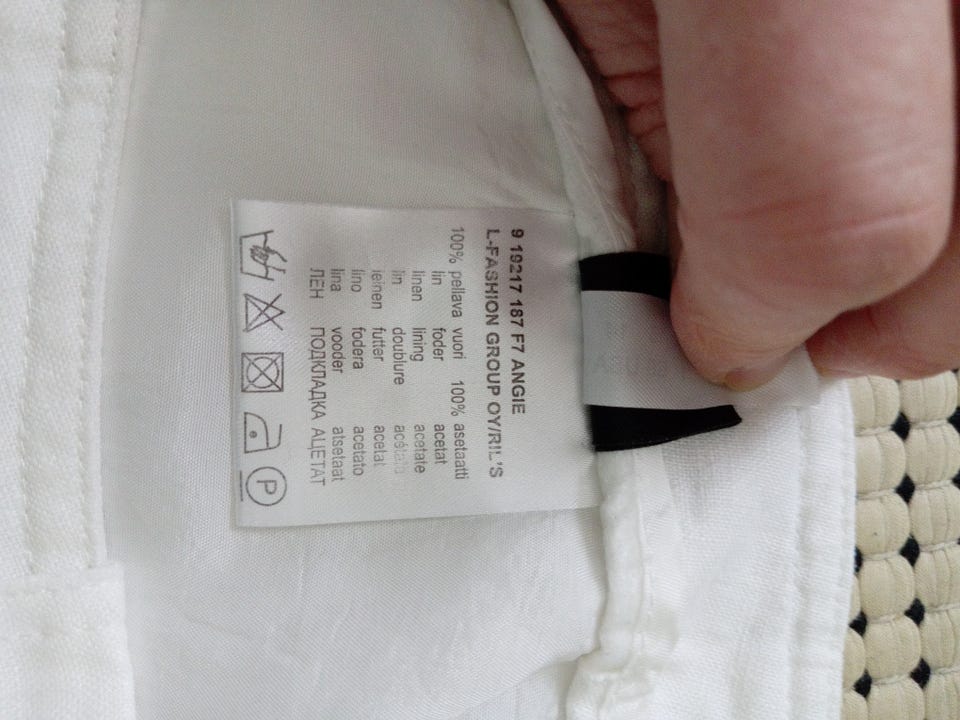 9 19217 187 F7 ANGIE
L-FASHION GROUP OY/R!L'S
100% pellava vuori 100% asetaatti
lin foder acetat
linen lining acetate
lin doublure acétate
leinen futter acetat
lino fodera acetato
lina vooder atsetaat
ЛЕН ПОДКЛАДКА АЦЕТАТ
P